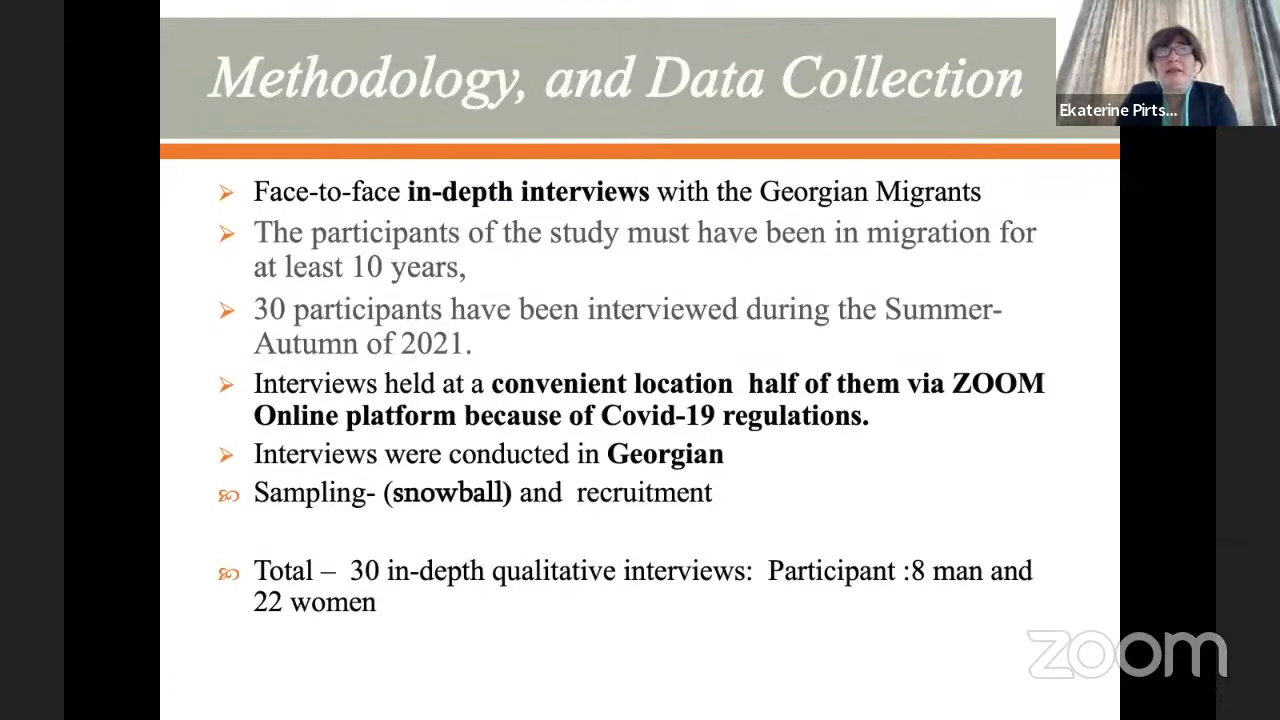 Methodology, and Data Collection
Ekaterine Pirts...
Face-to-face in-depth interviews with the Georgian Migrants
The participants of the study must have been in migration for
at least 10 years,
30 participants have been interviewed during the Summer-
Autumn of 2021.
Interviews held at a convenient location  half of them via ZOOM
Online platform because of Covid-19 regulations.
Interviews were conducted in Georgian
Sampling- (snowball) and  recruitment
Total –  30 in-depth qualitative interviews:  Participant :8 man and
22 women
zoom